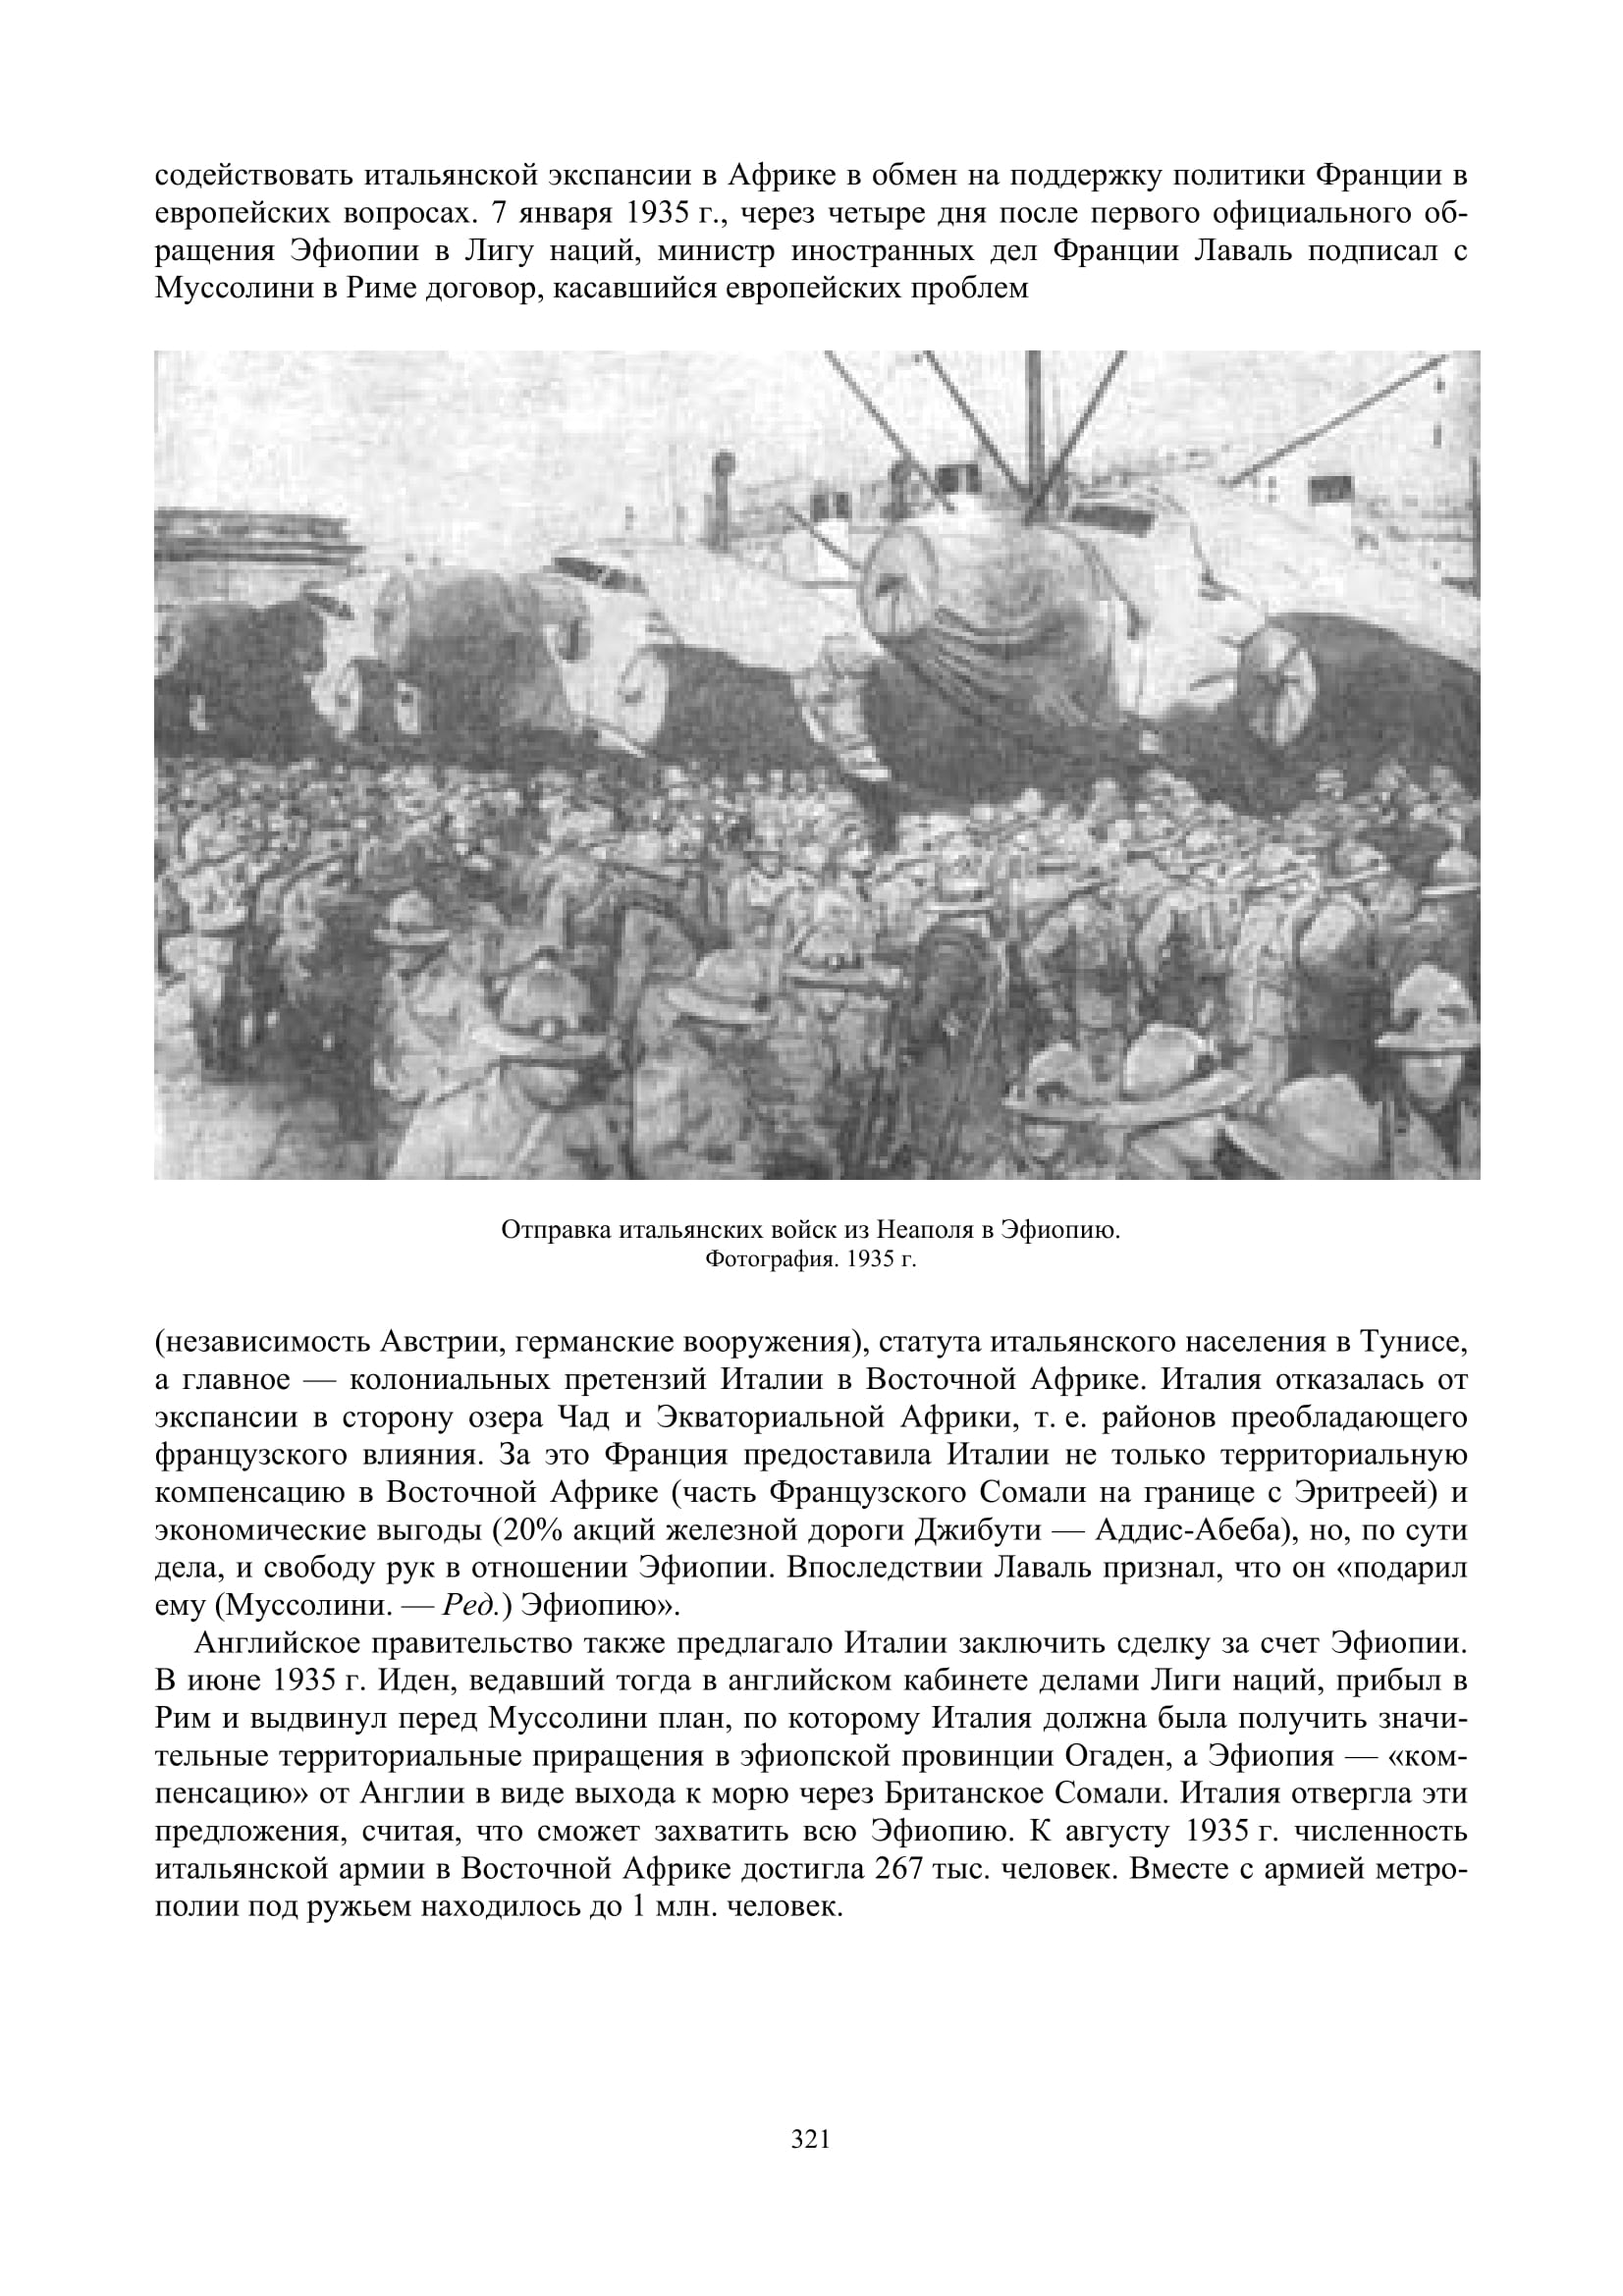 содействовать итальянской экспансии в Африке в обмен на поддержку политики Франции в
европейских вопросах. 7 января 1935 г., через четыре дня после первого официального об-
ращения Эфиопии в Лигу наций, министр иностранных дел Франции Лаваль подписал с
Муссолини в Риме договор, касавшийся европейских проблем
Отправка итальянских войск из Неаполя в Эфиопию.
Фотография. 1935 г.
(независимость Австрии, германские вооружения), статута итальянского населения в Тунисе,
а главное — колониальных претензий Италии в Восточной Африке. Италия отказалась от
экспансии в сторону озера Чад и Экваториальной Африки, т. е. районов преобладающего
французского влияния. За это Франция предоставила Италии не только территориальную
компенсацию в Восточной Африке (часть Французского Сомали на границе с Эритреей) и
экономические выгоды (20% акций железной дороги Джибути — Аддис-Абеба), но, по сути
дела, и свободу рук в отношении Эфиопии. Впоследствии Лаваль признал, что он «подарил
ему (Муссолини. — Ред.) Эфиопию».
Английское правительство также предлагало Италии заключить сделку за счет Эфиопии.
В июне 1935 г. Иден, ведавший тогда в английском кабинете делами Лиги наций, прибыл в
Рим и выдвинул перед Муссолини план, по которому Италия должна была получить значи-
тельные территориальные приращения в эфиопской провинции Огаден, а Эфиопия — «ком-
пенсацию» от Англии в виде выхода к морю через Британское Сомали. Италия отвергла эти
предложения, считая, что сможет захватить всю Эфиопию. К августу 1935 г. численность
итальянской армии в Восточной Африке достигла 267 тыс. человек. Вместе с армией метро-
полии под ружьем находилось до 1 млн. человек.
321